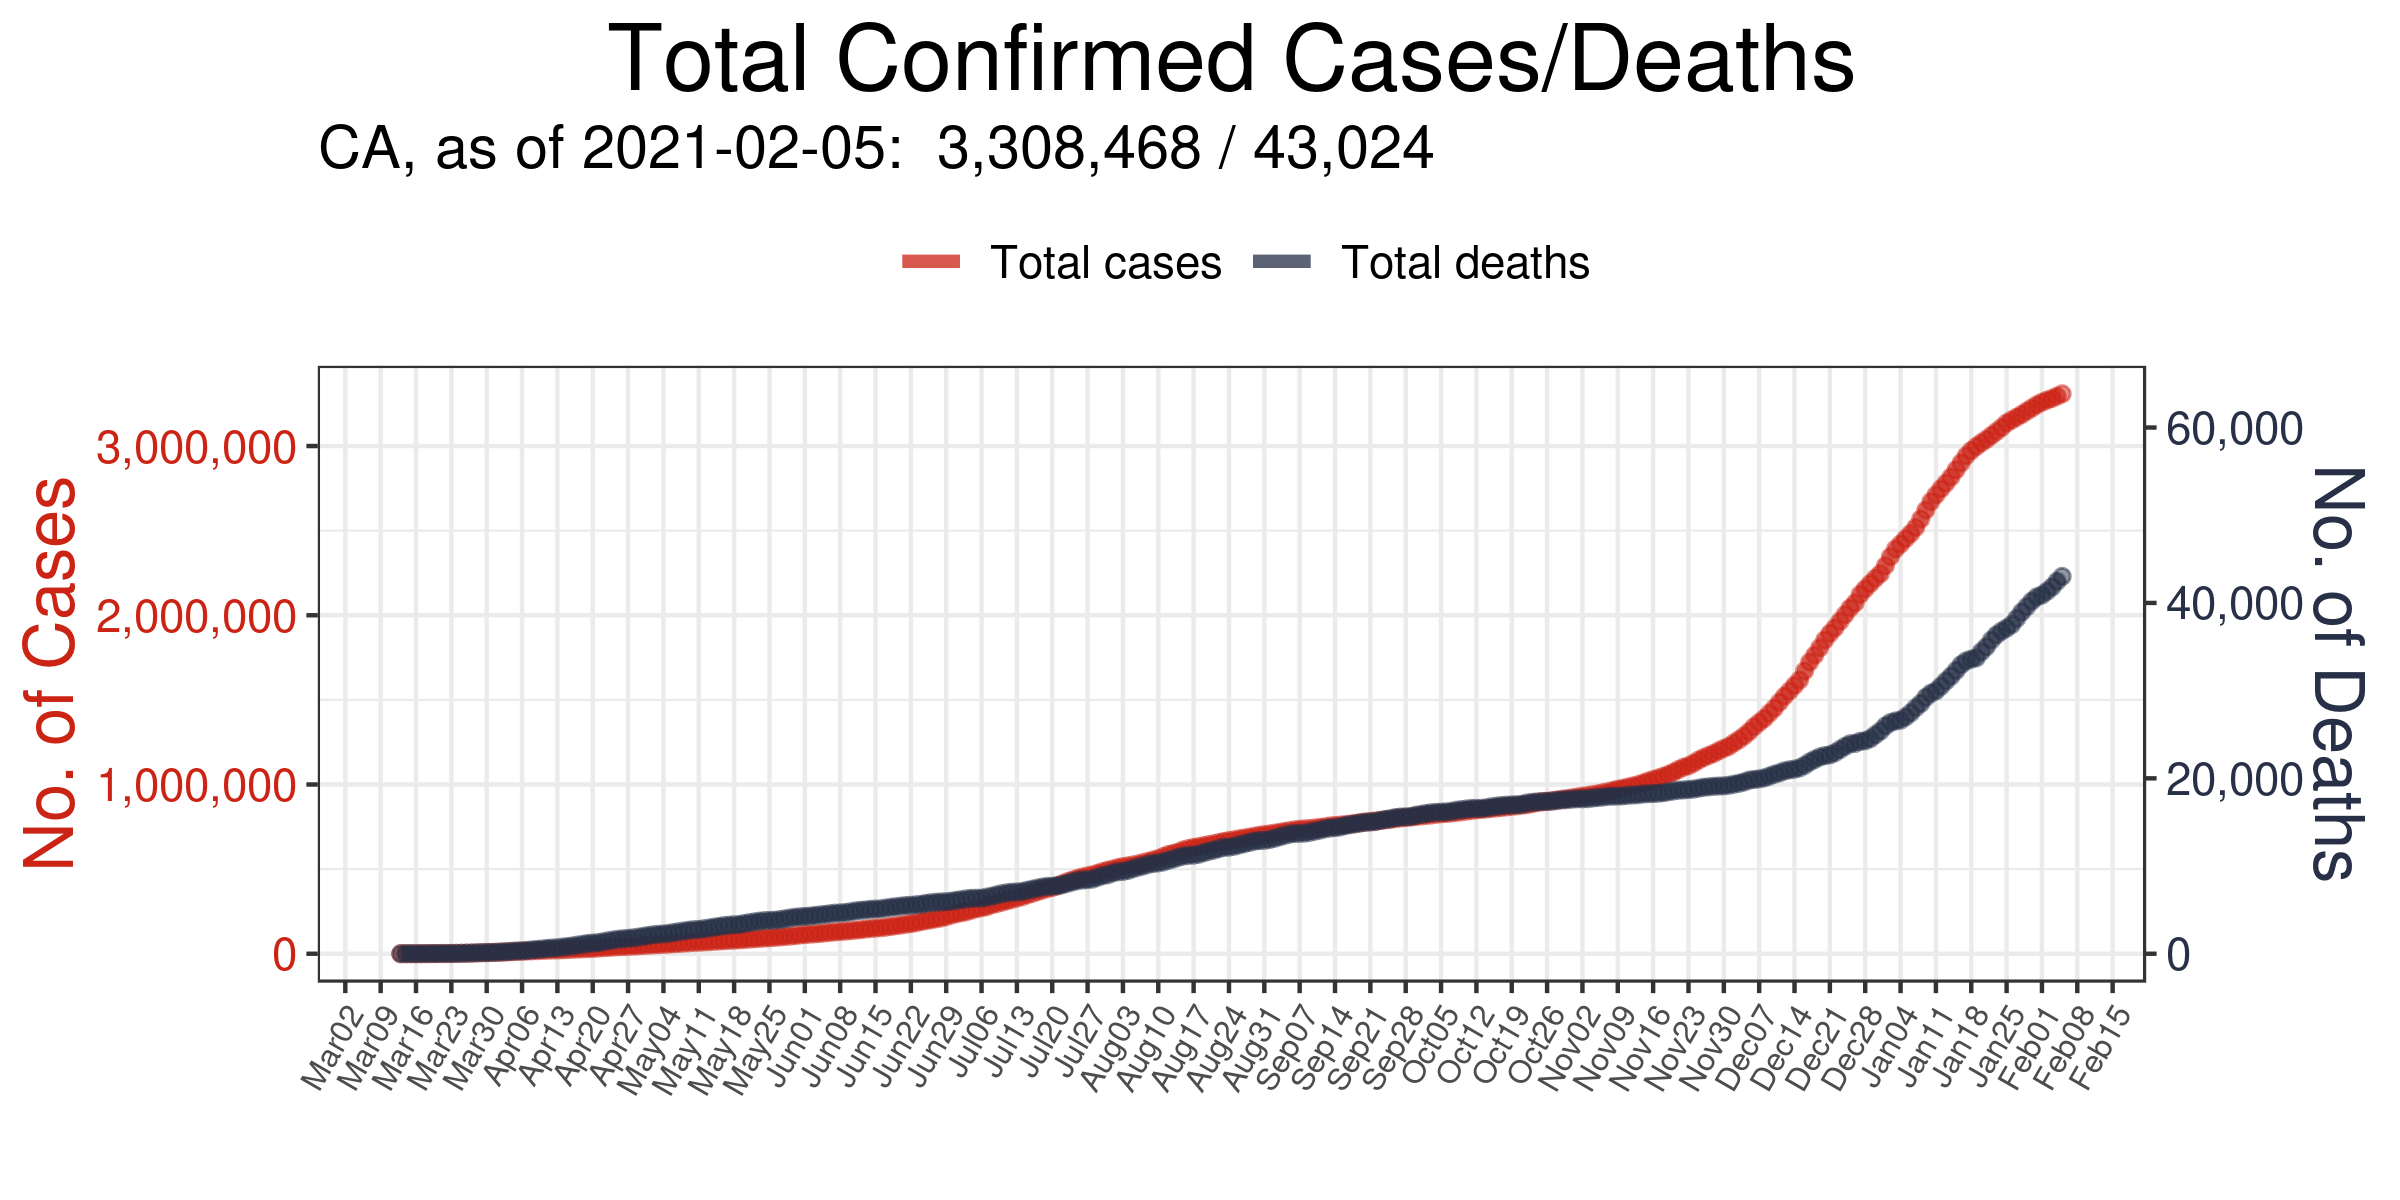 Total Confirmed Cases/Deaths
CA, as of 2021-02-05:  3,308,468 / 43,024
Total cases
Total deaths
No. of Cases
3,000,000
2,000,000
1,000,000
0
60,000
40,000
20,000
0
No. of Deaths
Mar02
Mar09
Mar16
Mar23
Mar30
Apr06
Apr13
Apr20
Apr27
May04
May11
May18
May25
Jun01
Jun08
Jun15
Jun22
Jun29
Jul06
Jul13
Jul20
Jul27
Aug03
Aug10
Aug17
Aug24
Aug31
Sep07
Sep14
Sep21
Sep28
Oct05
Oct12
Oct19
Oct26
Nov02
Nov09
Nov16
Nov23
Nov30
Dec07
Dec14
Dec21
Dec28
Jan04
Jan11
Jan18
Jan25
Feb01
Feb08
Feb15